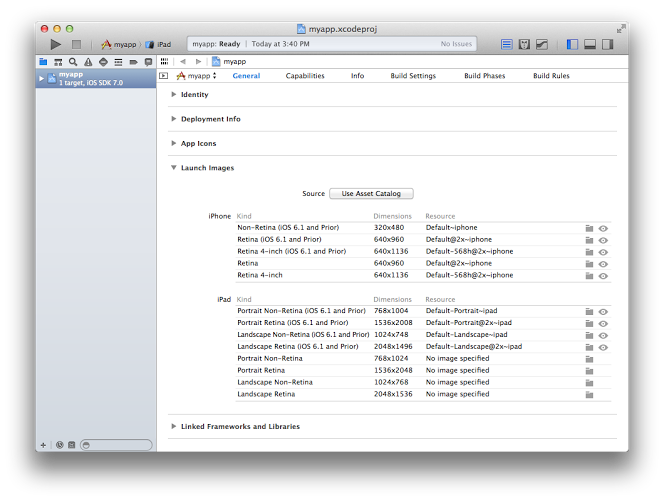 myapp.xcodeproj
myapp iPad
myapp: Ready | Today at 3:40 PM No Issues
myapp
1 target, iOS SDK 7.0
myapp
myapp General Capabilities Info Build Settings Build Phases Build Rules
Identity
Deployment Info
App Icons
Launch Images
Source Use Asset Catalog
iPhone Kind Dimensions Resource
Non-Retina (iOS 6.1 and Prior) 320x480 Default~iphone
Retina (iOS 6.1 and Prior) 640x960 Default@2x~iphone
Retina 4-inch (iOS 6.1 and Prior) 640x1136 Default-568h@2x~iphone
Retina 640x960 Default@2x~iphone
Retina 4-inch 640x1136 Default-568h@2x~iphone
iPad Kind Dimensions Resource
Portrait Non-Retina (iOS 6.1 and Prior) 768x1004 Default-Portrait~ipad
Portrait Retina (iOS 6.1 and Prior) 1536x2008 Default-Portrait@2x~ipad
Landscape Non-Retina (iOS 6.1 and Prior) 1024x748 Default-Landscape~ipad
Landscape Retina (iOS 6.1 and Prior) 2048x1496 Default-Landscape@2x~ipad
Portrait Non-Retina 768x1024 No image specified
Portrait Retina 1536x2048 No image specified
Landscape Non-Retina 1024x768 No image specified
Landscape Retina 2048x1536 No image specified
Linked Frameworks and Libraries